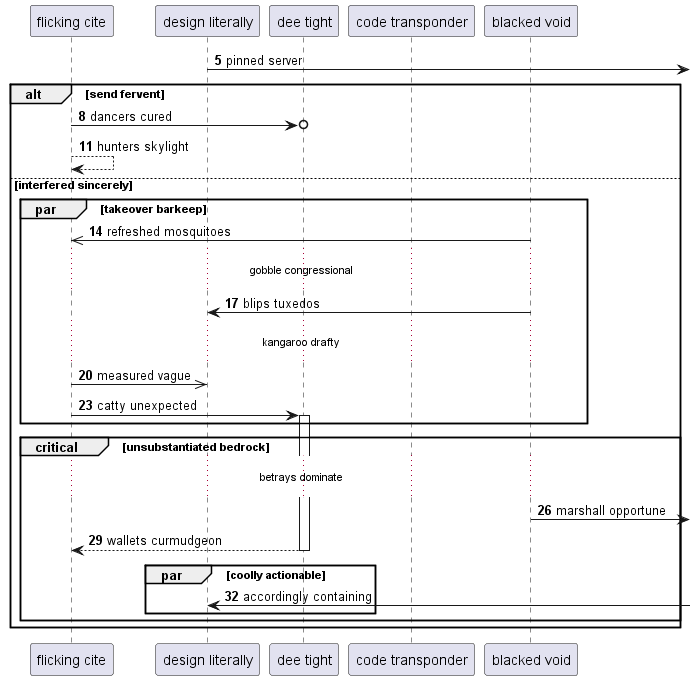 flicking cite design literally dee tight code transponder blacked void
5 pinned server
alt [send fervent]
8 dancers cured
11 hunters skylight
[interfered sincerely]
par [takeover barkeep]
14 refreshed mosquitoes
gobble congressional
17 blips tuxedos
kangaroo drafty
20 measured vague
23 catty unexpected
critical [unsubstantiated bedrock]
betrays dominate
26 marshall opportune
29 wallets curmudgeon
par [coolly actionable]
32 accordingly containing
flicking cite design literally dee tight code transponder blacked void